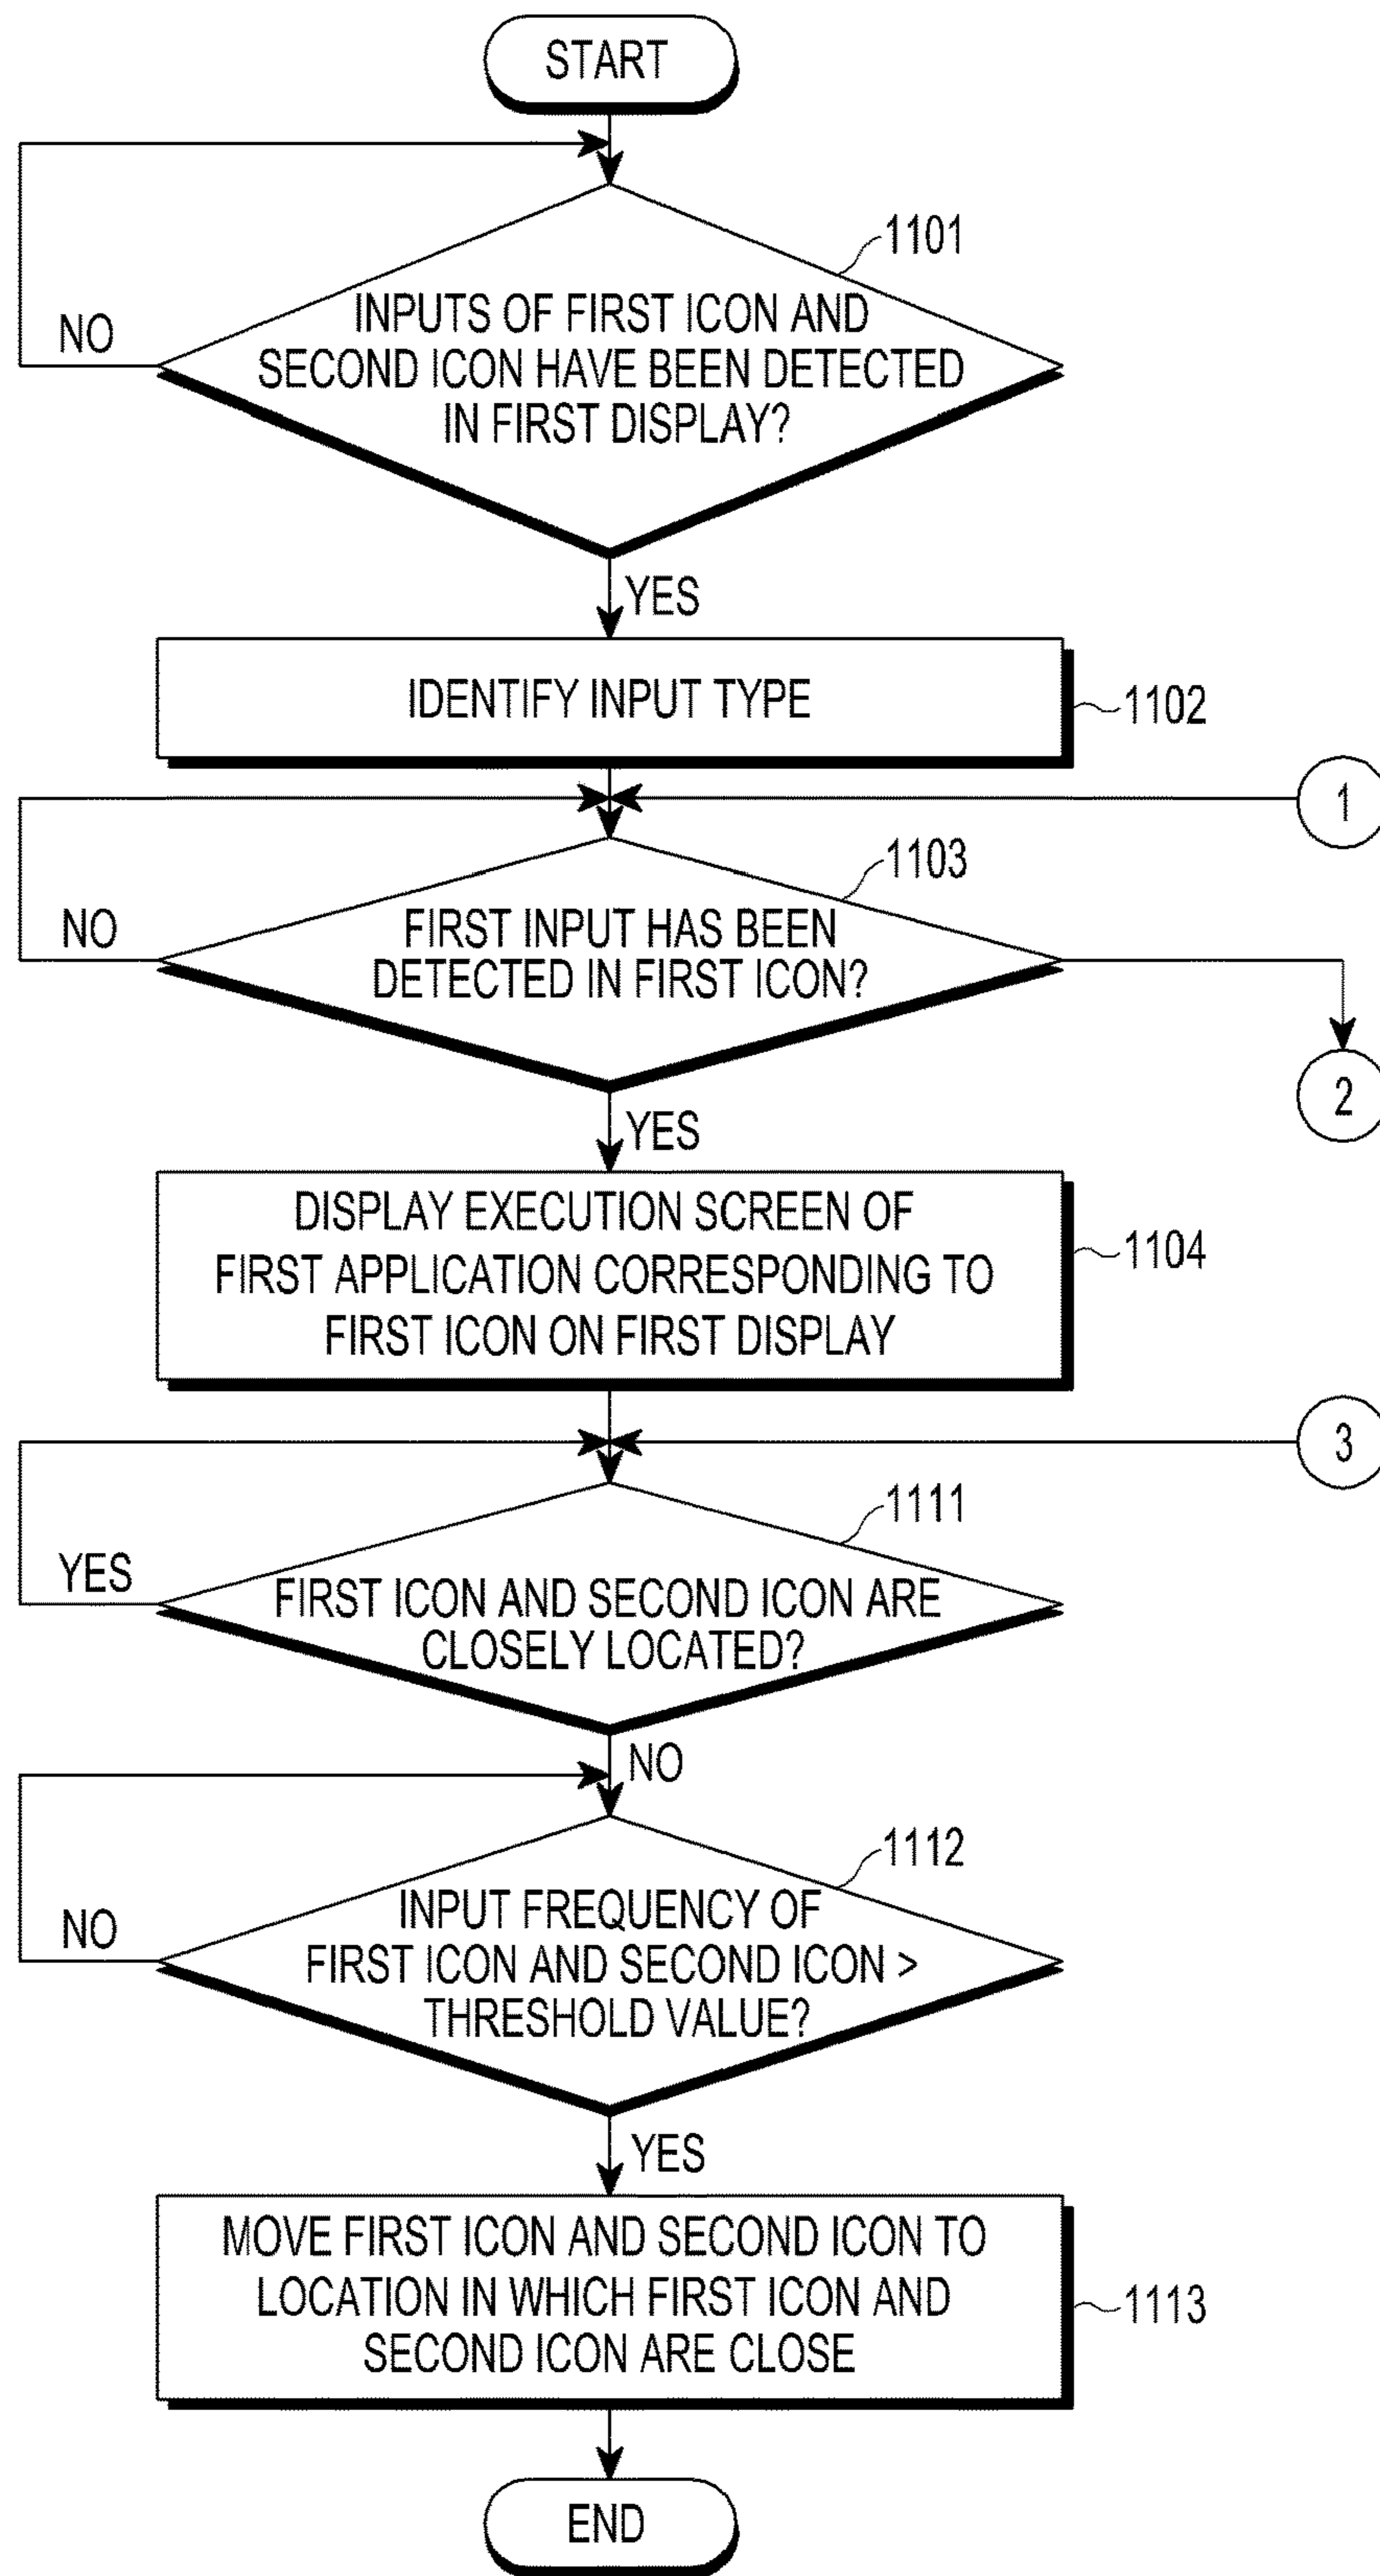 START
1101
INPUTS OF FIRST ICON AND
SECOND ICON HAVE BEEN DETECTED
IN FIRST DISPLAY?
NO
YES
IDENTIFY INPUT TYPE
1102
1
1103
FIRST INPUT HAS BEEN
DETECTED IN FIRST ICON?
NO
2
YES
DISPLAY EXECUTION SCREEN OF
FIRST APPLICATION CORRESPONDING TO
FIRST ICON ON FIRST DISPLAY
1104
3
1111
YES
FIRST ICON AND SECOND ICON ARE
CLOSELY LOCATED?
NO
1112
INPUT FREQUENCY OF
FIRST ICON AND SECOND ICON >
THRESHOLD VALUE?
NO
YES
MOVE FIRST ICON AND SECOND ICON TO
LOCATION IN WHICH FIRST ICON AND
SECOND ICON ARE CLOSE
1113
END